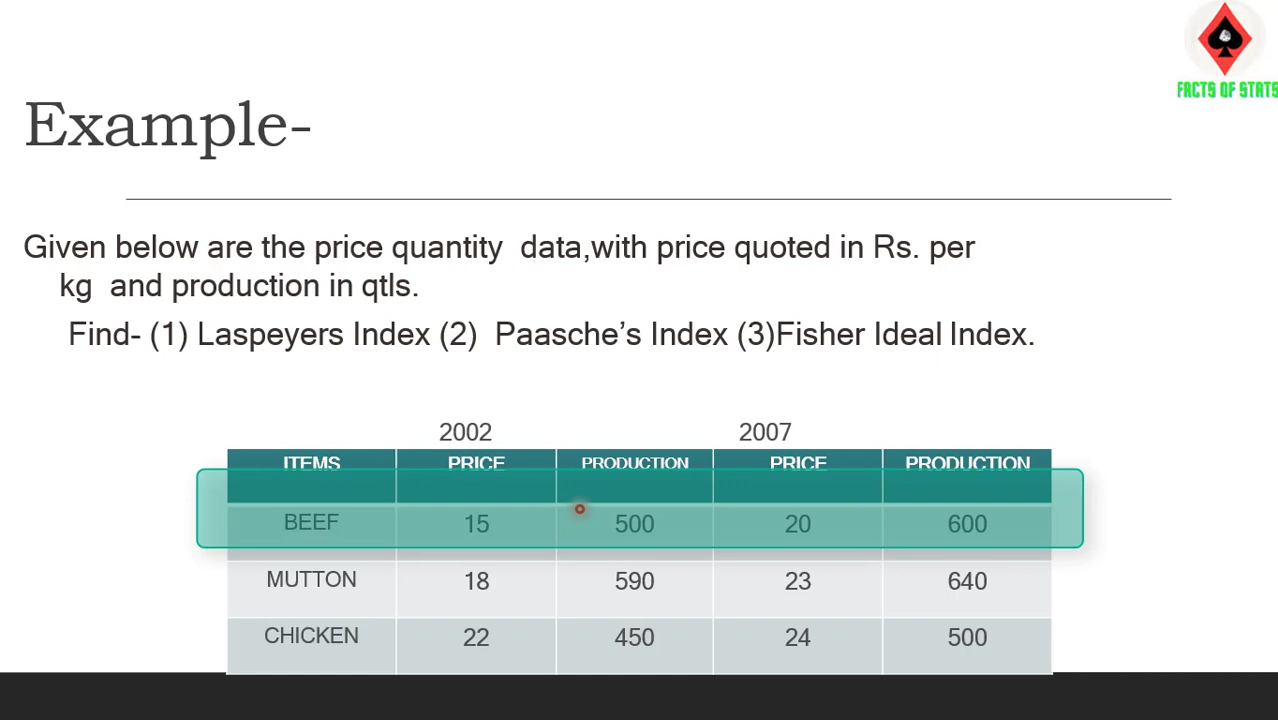 FACTS OF STATS
Example-
Given below are the price quantity data,with price quoted in Rs. per
kg and production in qtls.
Find- (1) Laspeyers Index (2) Paasche’s Index (3)Fisher Ideal Index.
2002 2007
ITEMS PRICE PRODUCTION PRICE PRODUCTION
BEEF 15 500 20 600
MUTTON 18 590 23 640
CHICKEN 22 450 24 500